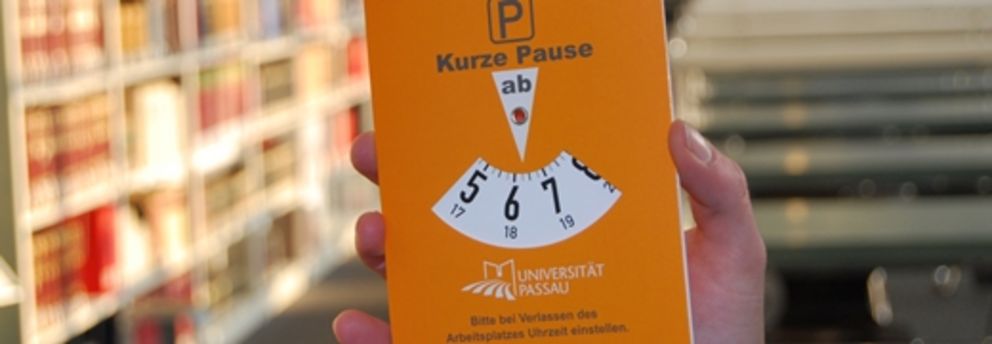 P
Kurze Pause
ab
5 6 7 8
17 18 19
UNIVERSITÄT
PASSAU
Bitte bei Verlassen des
Arbeitsplatzes Uhrzeit einstellen.